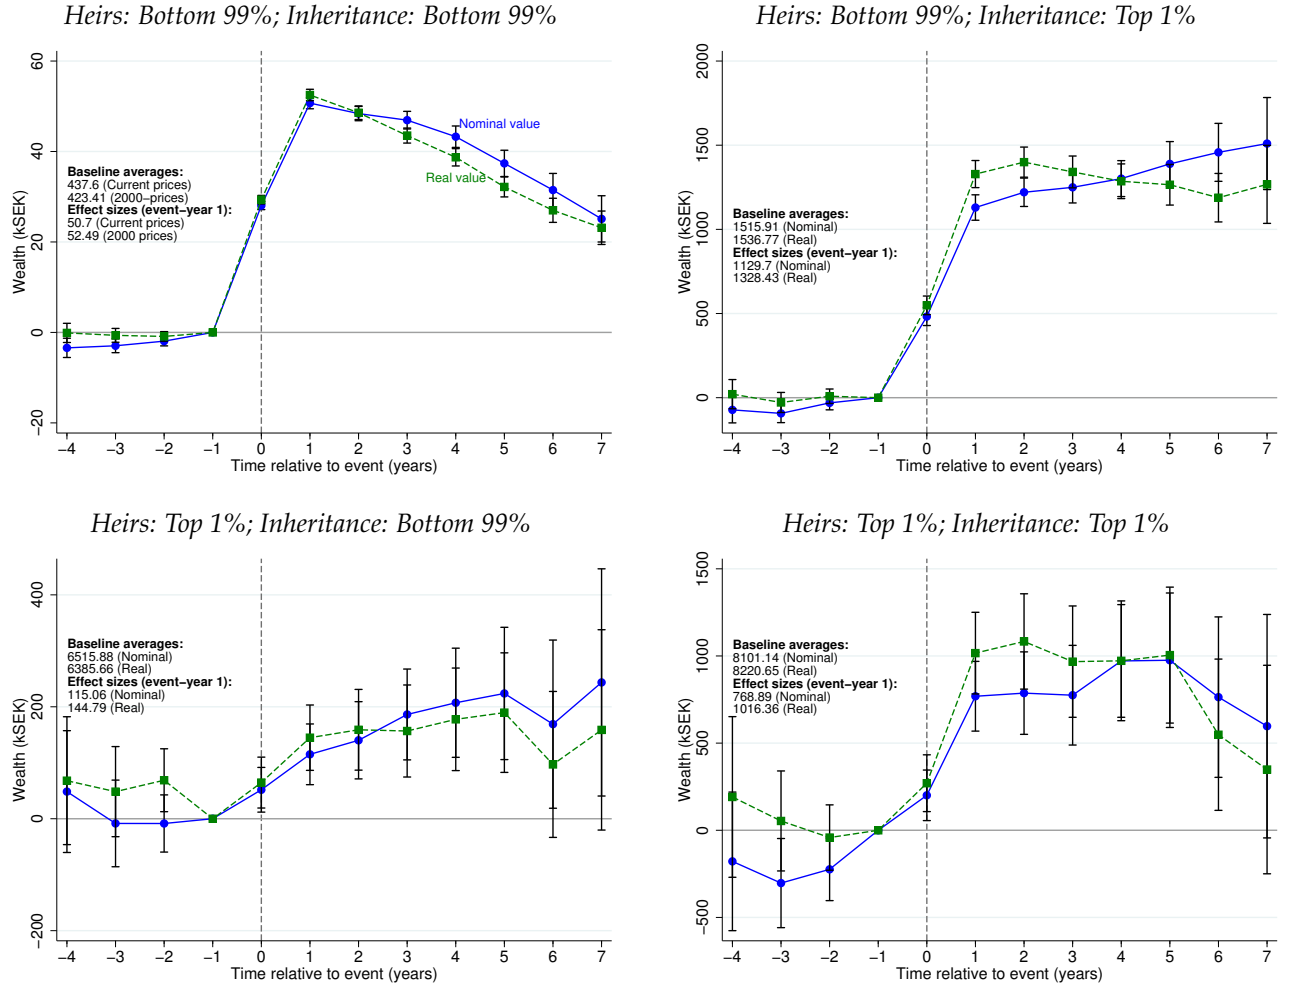 Heirs: Bottom 99%; Inheritance: Bottom 99%
60
40
20
0
−20
Wealth (kSEK)
Nominal value
Real value
Baseline averages:
437.6 (Current prices)
423.41 (2000−prices)
Effect sizes (event−year 1):
50.7 (Current prices)
52.49 (2000 prices)
−4 −3 −2 −1 0 1 2 3 4 5 6 7
Time relative to event (years)
Heirs: Bottom 99%; Inheritance: Top 1%
2000
1500
1000
500
0
Wealth (kSEK)
Baseline averages:
1515.91 (Nominal)
1536.77 (Real)
Effect sizes (event−year 1):
1129.7 (Nominal)
1328.43 (Real)
−4 −3 −2 −1 0 1 2 3 4 5 6 7
Time relative to event (years)
Heirs: Top 1%; Inheritance: Bottom 99%
400
200
0
−200
Wealth (kSEK)
Baseline averages:
6515.88 (Nominal)
6385.66 (Real)
Effect sizes (event−year 1):
115.06 (Nominal)
144.79 (Real)
−4 −3 −2 −1 0 1 2 3 4 5 6 7
Time relative to event (years)
Heirs: Top 1%; Inheritance: Top 1%
1500
1000
500
0
−500
Wealth (kSEK)
Baseline averages:
8101.14 (Nominal)
8220.65 (Real)
Effect sizes (event−year 1):
768.89 (Nominal)
1016.36 (Real)
−4 −3 −2 −1 0 1 2 3 4 5 6 7
Time relative to event (years)